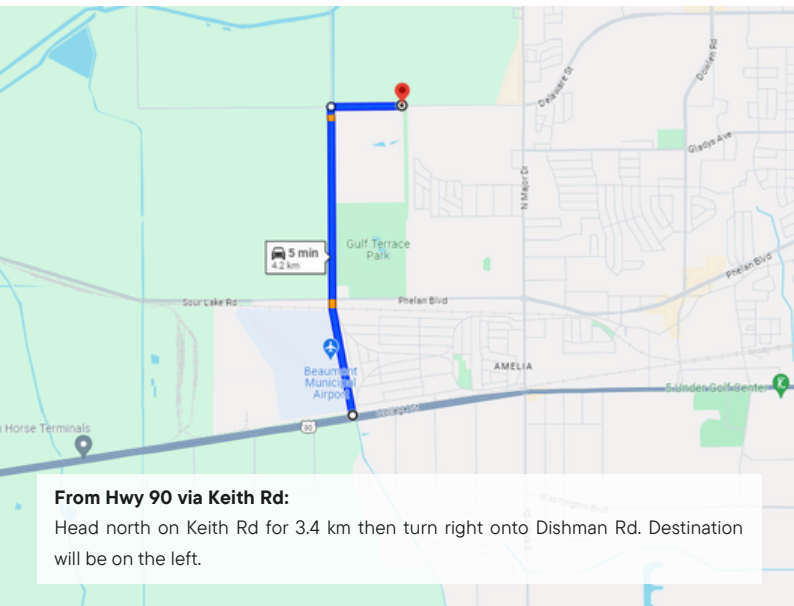 Dowlen Rd
Delaware St
Gladys Ave
N Major Dr
5 min
4.2 km
Gulf Terrace
Park
Phelan Blvd
Sour Lake Rd
Phelan Blvd
Beaumont
Municipal
Airport
AMELIA
5 Under Golf Center
90
Horse Terminals
Washington Blvd
From Hwy 90 via Keith Rd:
Head north on Keith Rd for 3.4 km then turn right onto Dishman Rd. Destination
will be on the left.